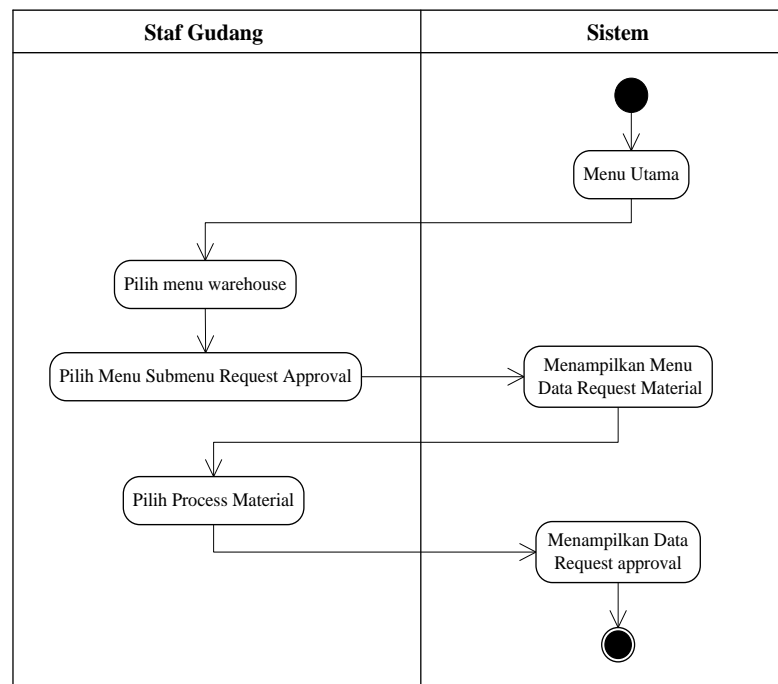 Staf Gudang
Sistem
Menu Utama
Pilih menu warehouse
Pilih Menu Submenu Request Approval
Menampilkan Menu
Data Request Material
Pilih Process Material
Menampilkan Data
Request approval